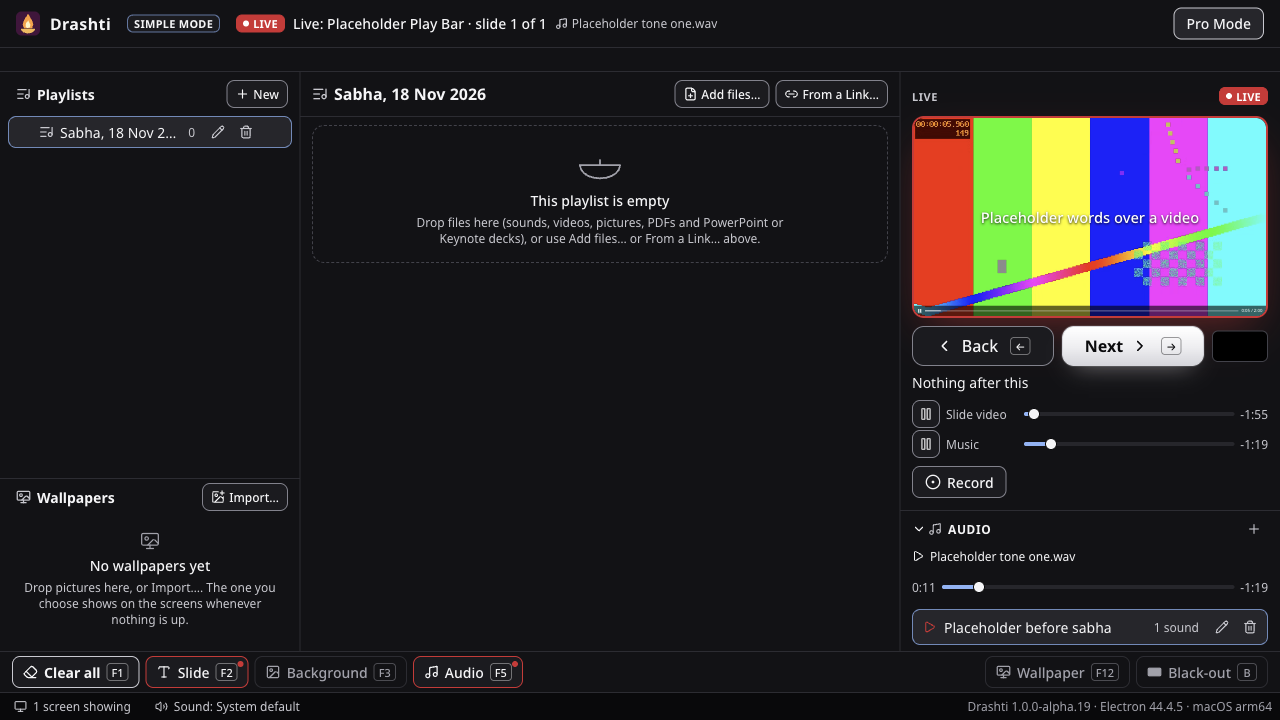 Drashti
SIMPLE MODE
LIVE
Live: Placeholder Play Bar · slide 1 of 1
Placeholder tone one.wav
Pro Mode
Playlists
New
Sabha, 18 Nov 2...
0
Sabha, 18 Nov 2026
Add files...
From a Link...
This playlist is empty
Drop files here (sounds, videos, pictures, PDFs and PowerPoint or
Keynote decks), or use Add files... or From a Link... above.
Wallpapers
Import...
No wallpapers yet
Drop pictures here, or Import.... The one you
choose shows on the screens whenever
nothing is up.
LIVE
LIVE
00:00:05.960
149
Placeholder words over a video
Back
Next
Nothing after this
Slide video
-1:55
Music
-1:19
Record
AUDIO
Placeholder tone one.wav
0:11
-1:19
Placeholder before sabha
1 sound
Clear all F1
Slide F2
Background F3
Audio F5
Wallpaper F12
Black-out B
1 screen showing
Sound: System default
Drashti 1.0.0-alpha.19 · Electron 44.4.5 · macOS arm64